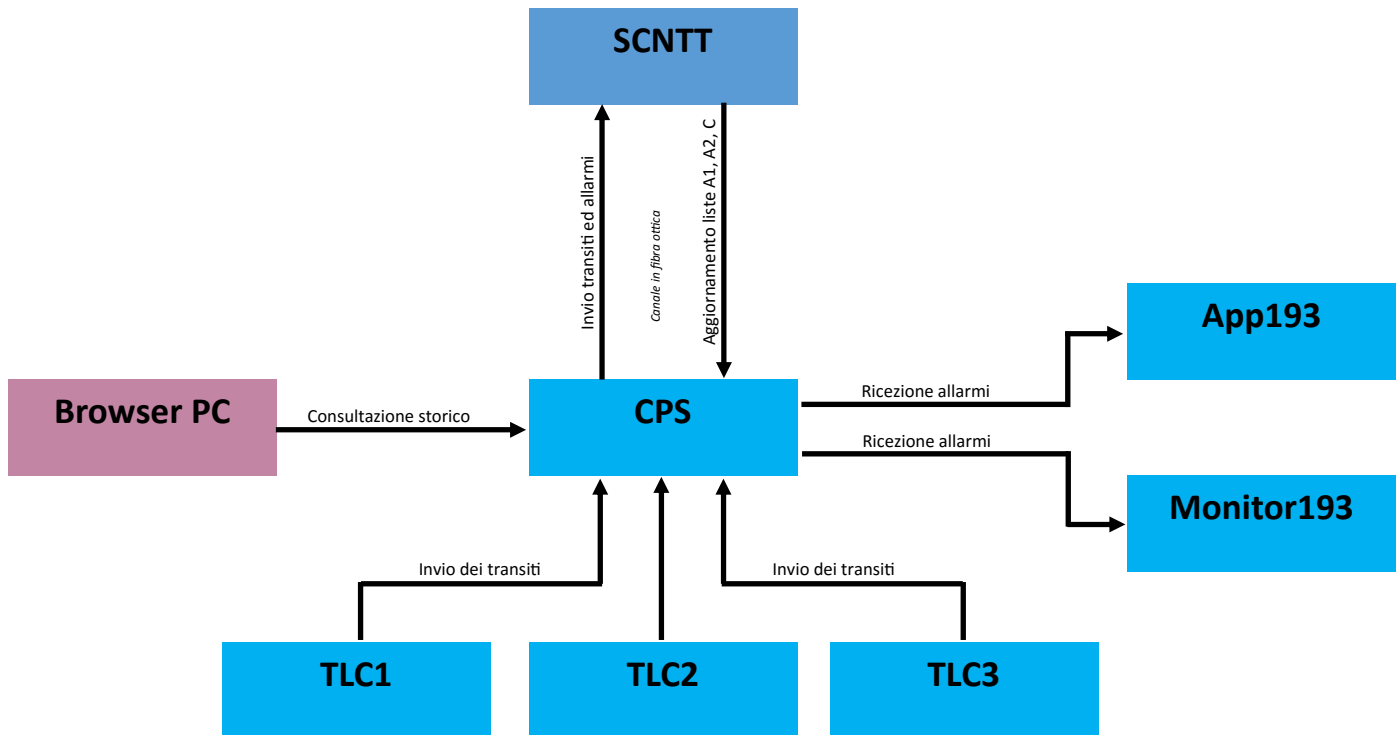 SCNTT
Invio transiti ed allarmi
Canale in fibra ottica
Aggiornamento liste A1, A2, C
App193
Browser PC
Consultazione storico
CPS
Ricezione allarmi
Ricezione allarmi
Monitor193
Invio dei transiti
Invio dei transiti
TLC1
TLC2
TLC3